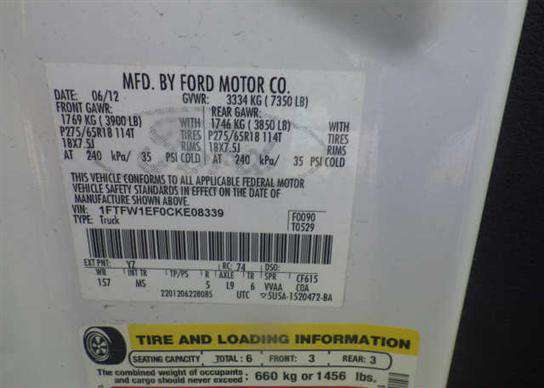 MFD. BY FORD MOTOR CO.
DATE: 06/12 GVWR: 3334 KG ( 7350 LB)
FRONT GAWR: REAR GAWR:
1769 KG ( 3900 LB) WITH 1746 KG ( 3850 LB) WITH
P275/65R18 114T TIRES P275/65R18 114T TIRES
18X7.5J RIMS 18X7.5J RIMS
AT 240 kPa/ 35 PSI COLD AT 240 kPa/ 35 PSI COLD
THIS VEHICLE CONFORMS TO ALL APPLICABLE FEDERAL MOTOR
VEHICLE SAFETY STANDARDS IN EFFECT ON THE DATE OF
MANUFACTURE SHOWN ABOVE.
VIN: 1FTFW1EF0CKE08339 F0090
TYPE: Truck T0529
EXT PNT: YZ RC: 74 DSO:
WB INT TR TP/PS R AXLE TR SPR CF615
157 MS 5 L9 6 VVAA COA
2201206228085 UTC 5U5A-1520472-BA
TIRE AND LOADING INFORMATION
SEATING CAPACITY TOTAL: 6 FRONT: 3 REAR: 3
The combined weight of occupants
and cargo should never exceed: 660 kg or 1456 lbs.